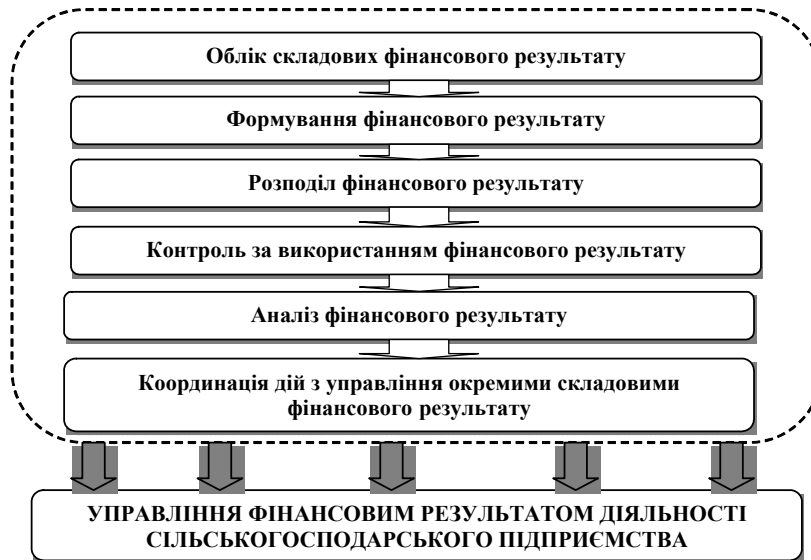 Облік складових фінансового результату
Формування фінансового результату
Розподіл фінансового результату
Контроль за використанням фінансового результату
Аналіз фінансового результату
Координація дій з управління окремими складовими
фінансового результату
УПРАВЛІННЯ ФІНАНСОВИМ РЕЗУЛЬТАТОМ ДІЯЛЬНОСТІ
СІЛЬСЬКОГОСПОДАРСЬКОГО ПІДПРИЄМСТВА